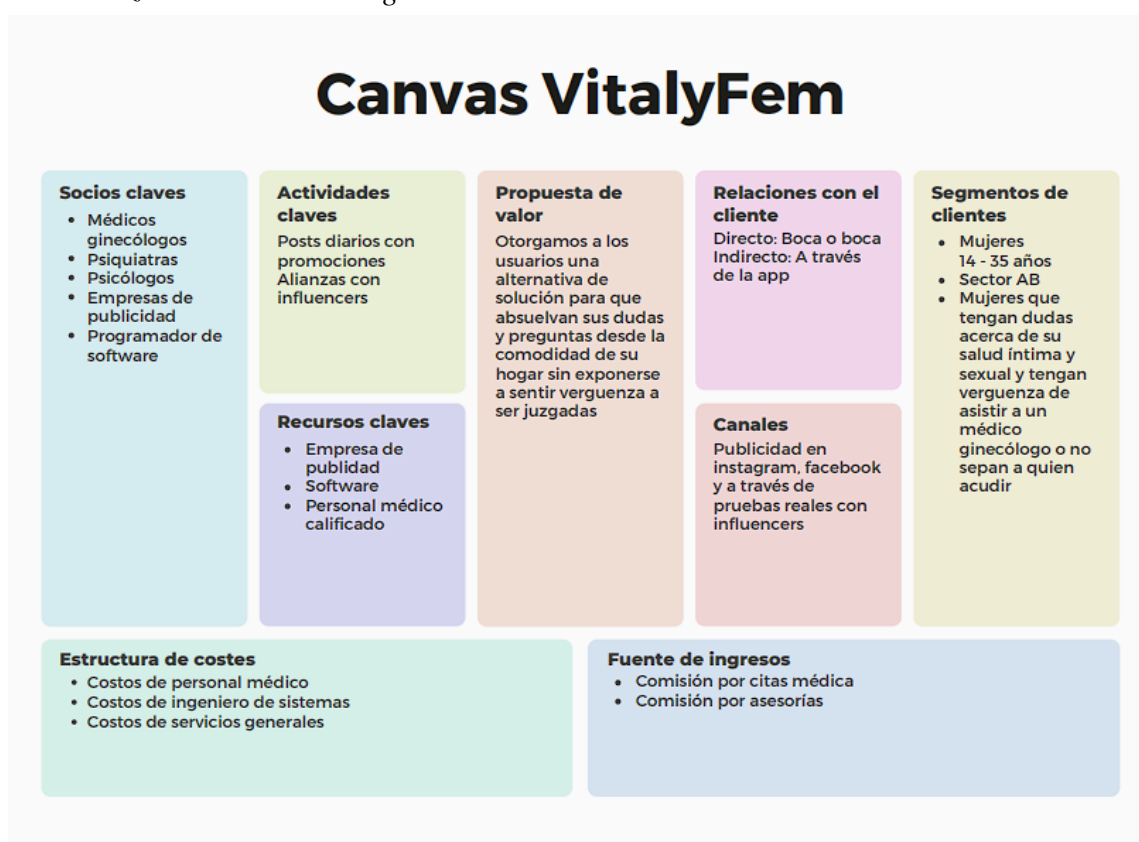 Canvas VitalyFem
Socios claves
• Médicos
ginecólogos
• Psiquiatras
• Psicólogos
• Empresas de
publicidad
• Programador de
software
Actividades
claves
Posts diarios con
promociones
Alianzas con
influencers
Recursos claves
• Empresa de
publidad
• Software
• Personal médico
calificado
Propuesta de
valor
Otorgamos a los
usuarios una
alternativa de
solución para que
absuelvan sus dudas
y preguntas desde la
comodidad de su
hogar sin exponerse
a sentir verguenza a
ser juzgadas
Relaciones con el
cliente
Directo: Boca o boca
Indirecto: A través
de la app
Canales
Publicidad en
instagram, facebook
y a través de
pruebas reales con
influencers
Segmentos de
clientes
• Mujeres
14 - 35 años
• Sector AB
• Mujeres que
tengan dudas
acerca de su
salud íntima y
sexual y tengan
verguenza de
asistir a un
médico
ginecólogo o no
sepan a quien
acudir
Estructura de costes
• Costos de personal médico
• Costos de ingeniero de sistemas
• Costos de servicios generales
Fuente de ingresos
• Comisión por citas médica
• Comisión por asesorías